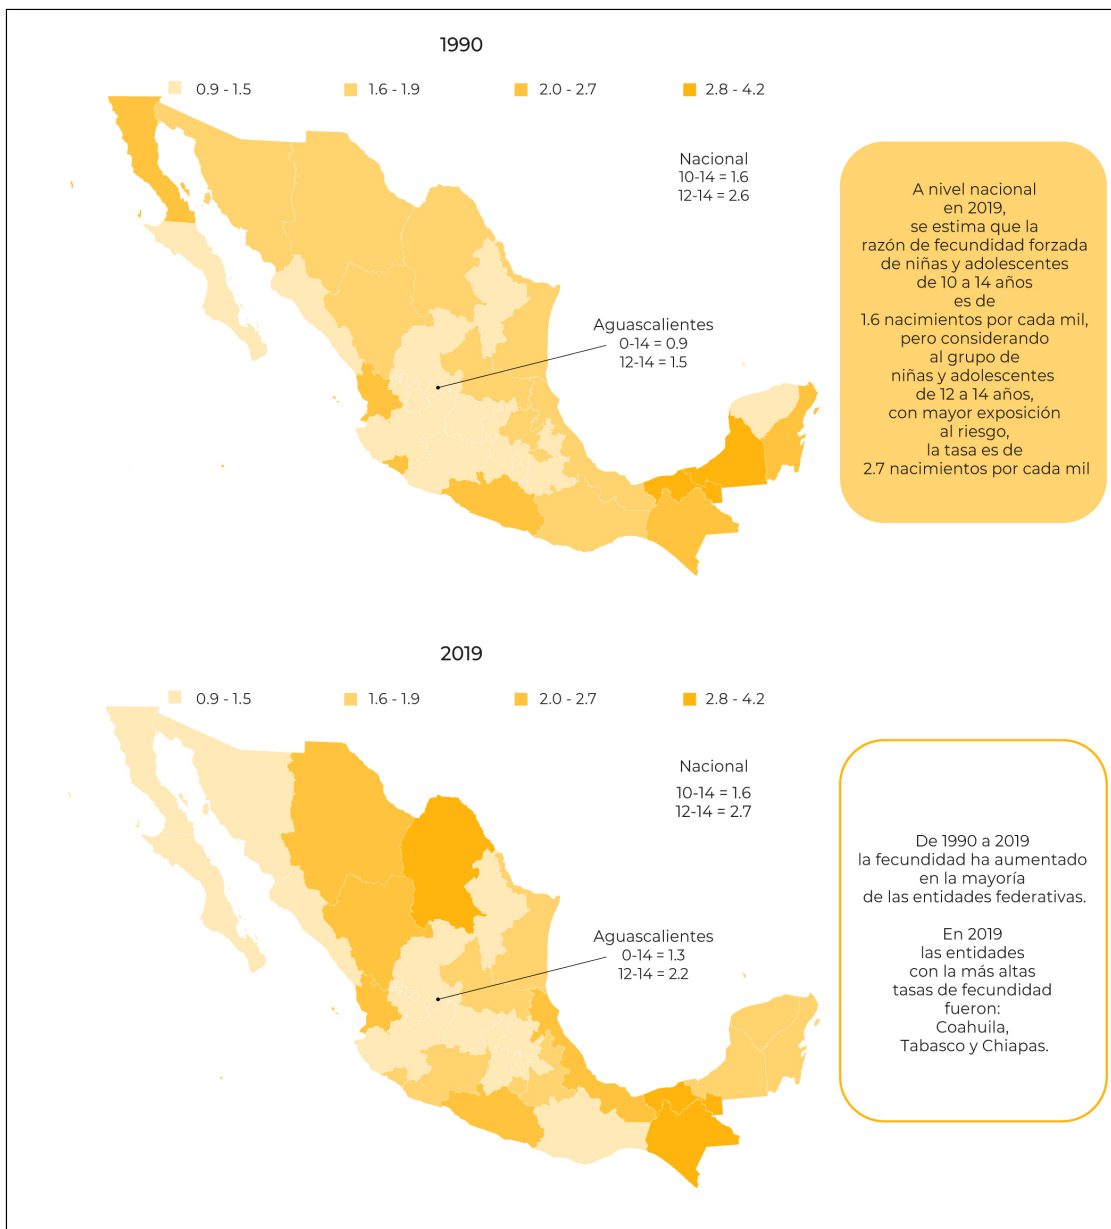 1990
0.9 - 1.5
1.6 - 1.9
2.0 - 2.7
2.8 - 4.2
Nacional
10-14 = 1.6
12-14 = 2.6
Aguascalientes
0-14 = 0.9
12-14 = 1.5
A nivel nacional
en 2019,
se estima que la
razón de fecundidad forzada
de niñas y adolescentes
de 10 a 14 años
es de
1.6 nacimientos por cada mil,
pero considerando
al grupo de
niñas y adolescentes
de 12 a 14 años,
con mayor exposición
al riesgo,
la tasa es de
2.7 nacimientos por cada mil
2019
0.9 - 1.5
1.6 - 1.9
2.0 - 2.7
2.8 - 4.2
Nacional
10-14 = 1.6
12-14 = 2.7
Aguascalientes
0-14 = 1.3
12-14 = 2.2
De 1990 a 2019
la fecundidad ha aumentado
en la mayoría
de las entidades federativas.
En 2019
las entidades
con la más altas
tasas de fecundidad
fueron:
Coahuila,
Tabasco y Chiapas.